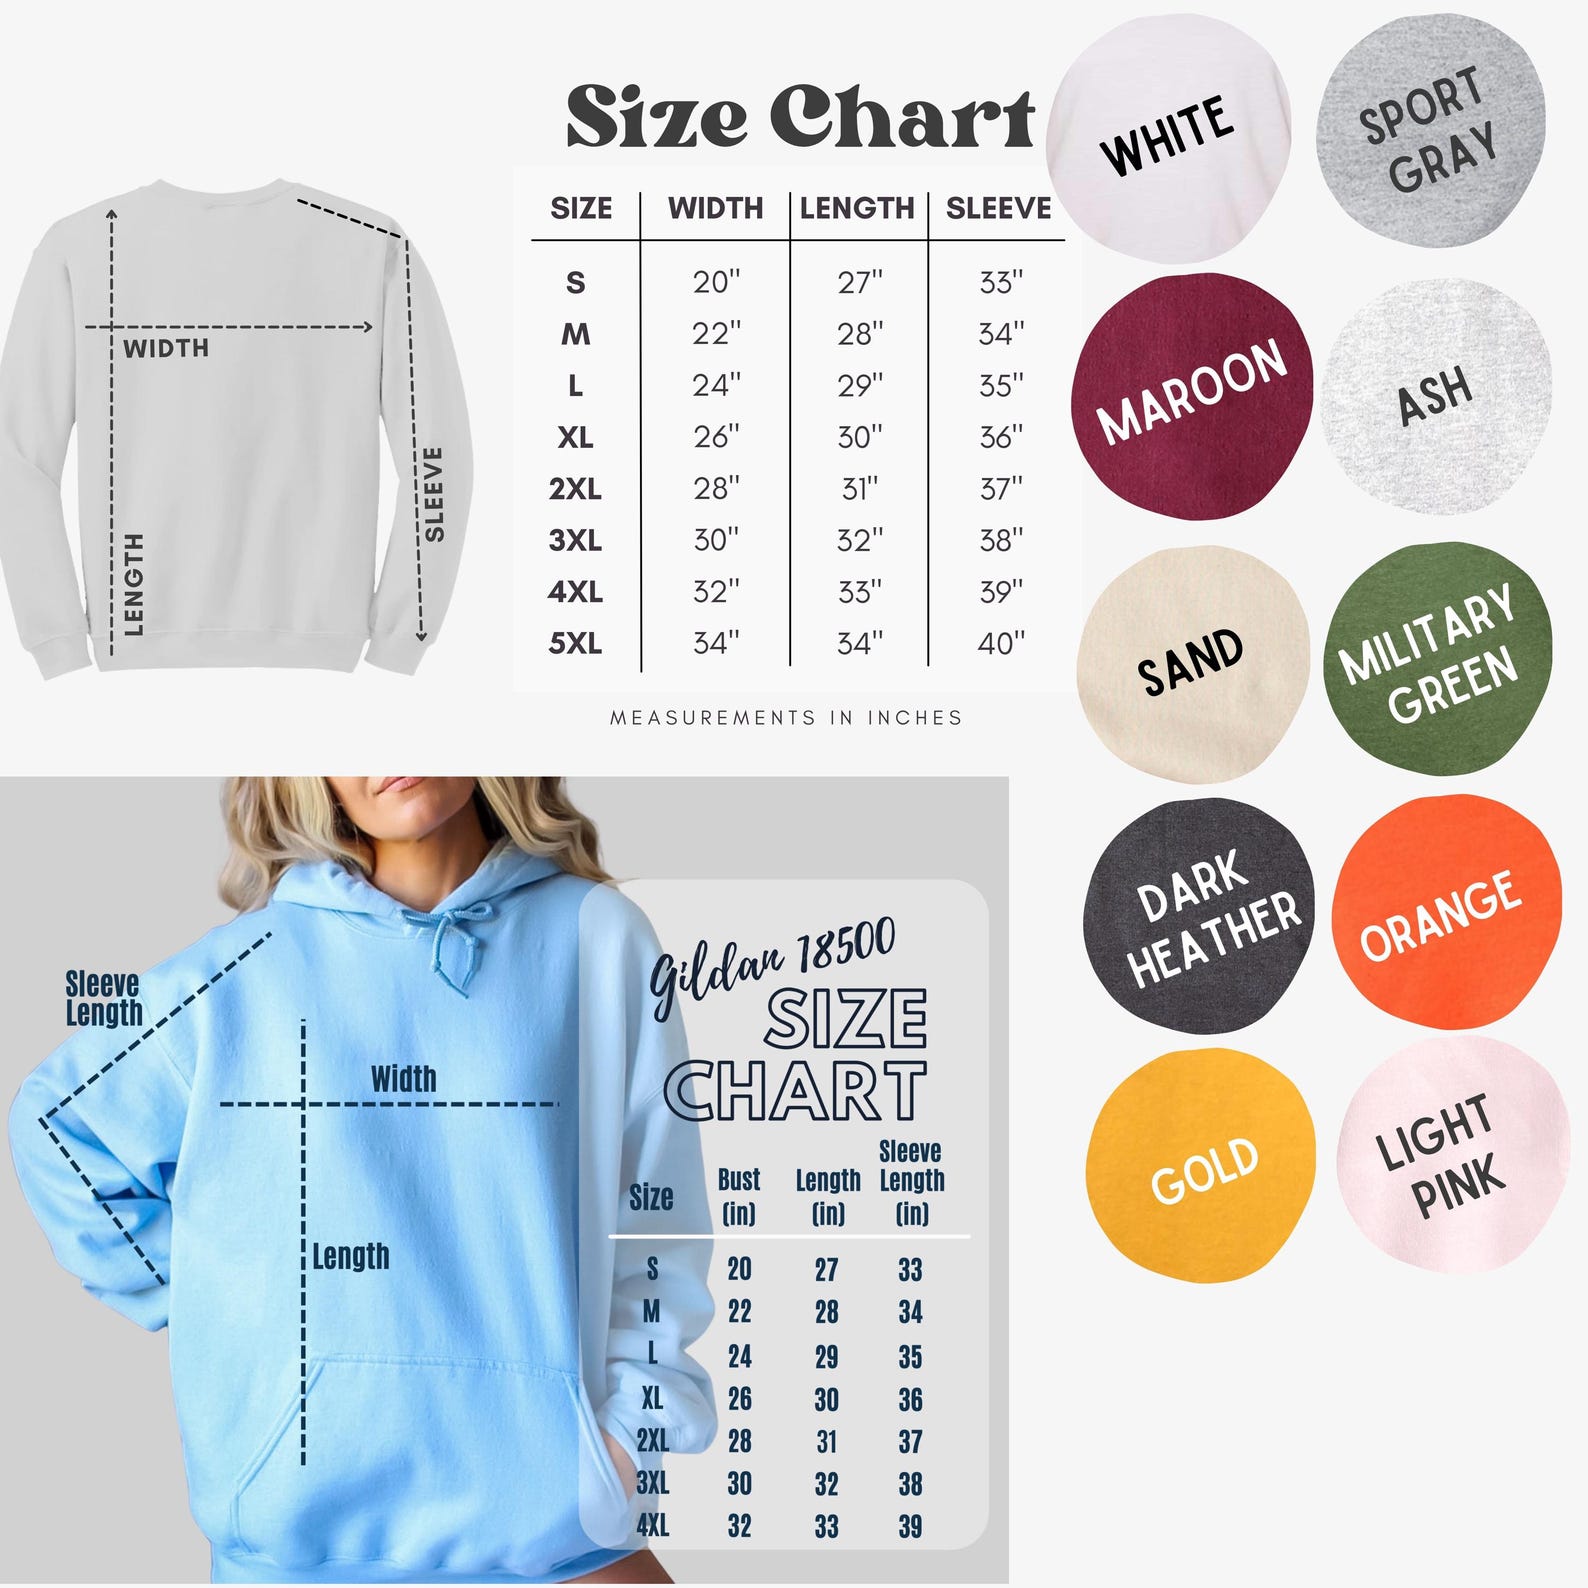 Size Chart
SIZE WIDTH LENGTH SLEEVE
S 20" 27" 33"
M 22" 28" 34"
L 24" 29" 35"
XL 26" 30" 36"
2XL 28" 31" 37"
3XL 30" 32" 38"
4XL 32" 33" 39"
5XL 34" 34" 40"
MEASUREMENTS IN INCHES
WIDTH
LENGTH
SLEEVE
WHITE
SPORT
GRAY
MAROON
ASH
SAND
MILITARY
GREEN
DARK
HEATHER
ORANGE
GOLD
LIGHT
PINK
Sleeve
Length
Width
Length
Gildan 18500
SIZE
CHART
Size Bust (in) Length (in) Sleeve Length (in)
S 20 27 33
M 22 28 34
L 24 29 35
XL 26 30 36
2XL 28 31 37
3XL 30 32 38
4XL 32 33 39